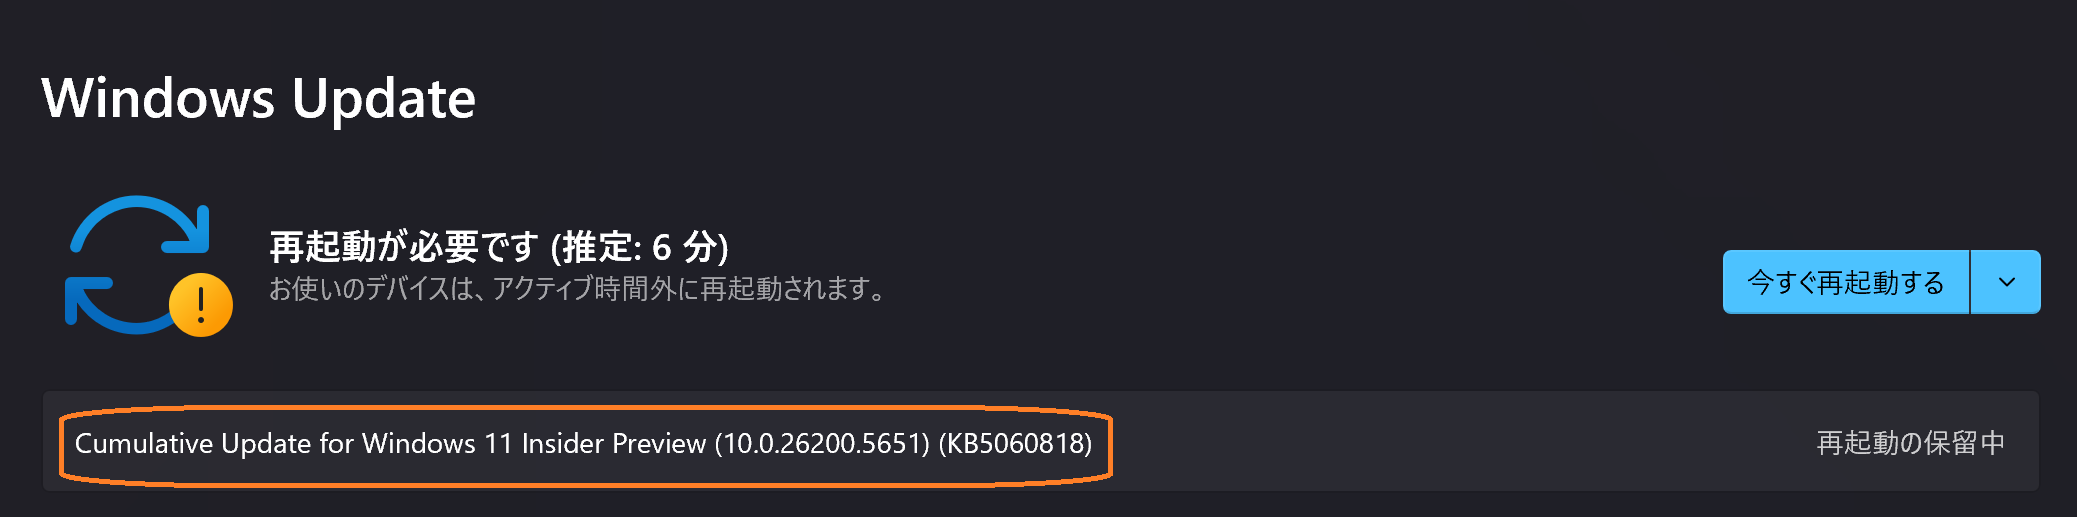 Windows Update
再起動が必要です (推定: 6 分)
お使いのデバイスは、アクティブ時間外に再起動されます。
今すぐ再起動する
Cumulative Update for Windows 11 Insider Preview (10.0.26200.5651) (KB5060818)
再起動の保留中